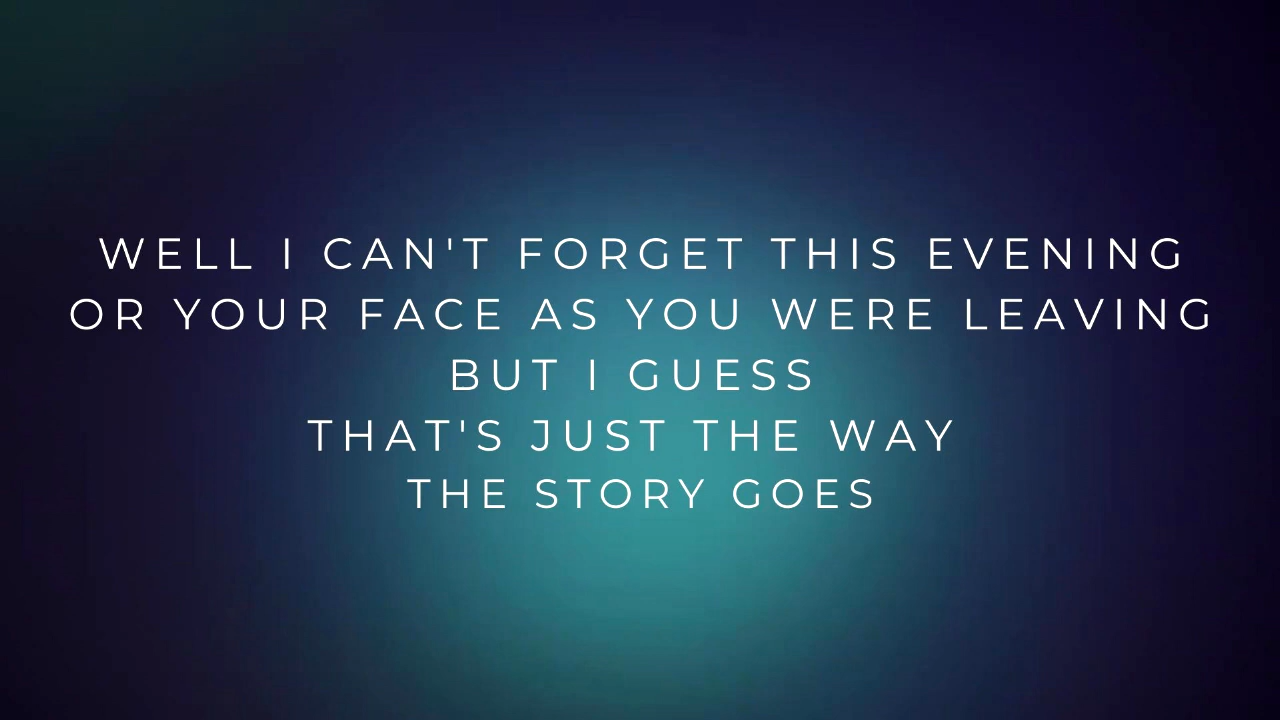 WELL I CAN'T FORGET THIS EVENING
OR YOUR FACE AS YOU WERE LEAVING
BUT I GUESS
THAT'S JUST THE WAY
THE STORY GOES